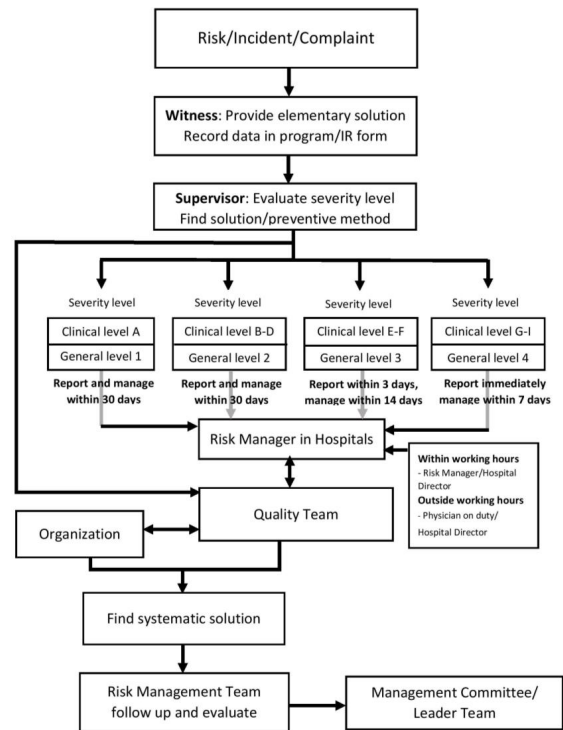 Risk/Incident/Complaint
Witness: Provide elementary solution
Record data in program/IR form
Supervisor: Evaluate severity level
Find solution/preventive method
Severity level
Clinical level A
General level 1
Report and manage
within 30 days
Severity level
Clinical level B-D
General level 2
Report and manage
within 30 days
Severity level
Clinical level E-F
General level 3
Report within 3 days,
manage within 14 days
Severity level
Clinical level G-I
General level 4
Report immediately
manage within 7 days
Risk Manager in Hospitals
Within working hours
- Risk Manager/Hospital
Director
Outside working hours
- Physician on duty/
Hospital Director
Quality Team
Organization
Find systematic solution
Risk Management Team
follow up and evaluate
Management Committee/
Leader Team